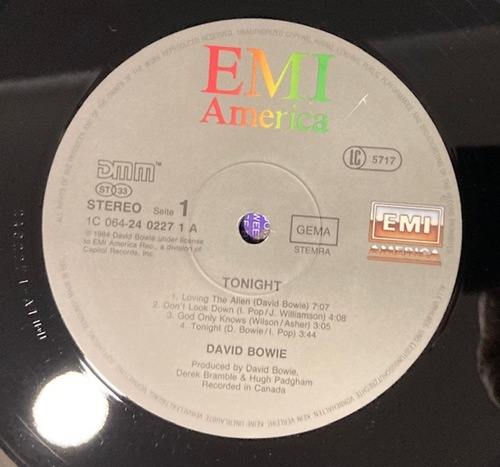 EMI
America
DMM™
ST 33
STEREO Seite 1
1C 064-24 0227 1 A
℗ 1984 David Bowie under license
to EMI America Rec., a division of
Capitol Records, Inc.
LC 5717
GEMA
STEMRA
EMI
AMERICA
TONIGHT
1. Loving The Alien (David Bowie) 7:07
2. Don't Look Down (I. Pop/J. Williamson) 4:08
3. God Only Knows (Wilson/Asher) 3:05
4. Tonight (D. Bowie/I. Pop) 3:44
DAVID BOWIE
Produced by David Bowie,
Derek Bramble & Hugh Padgham
Recorded in Canada